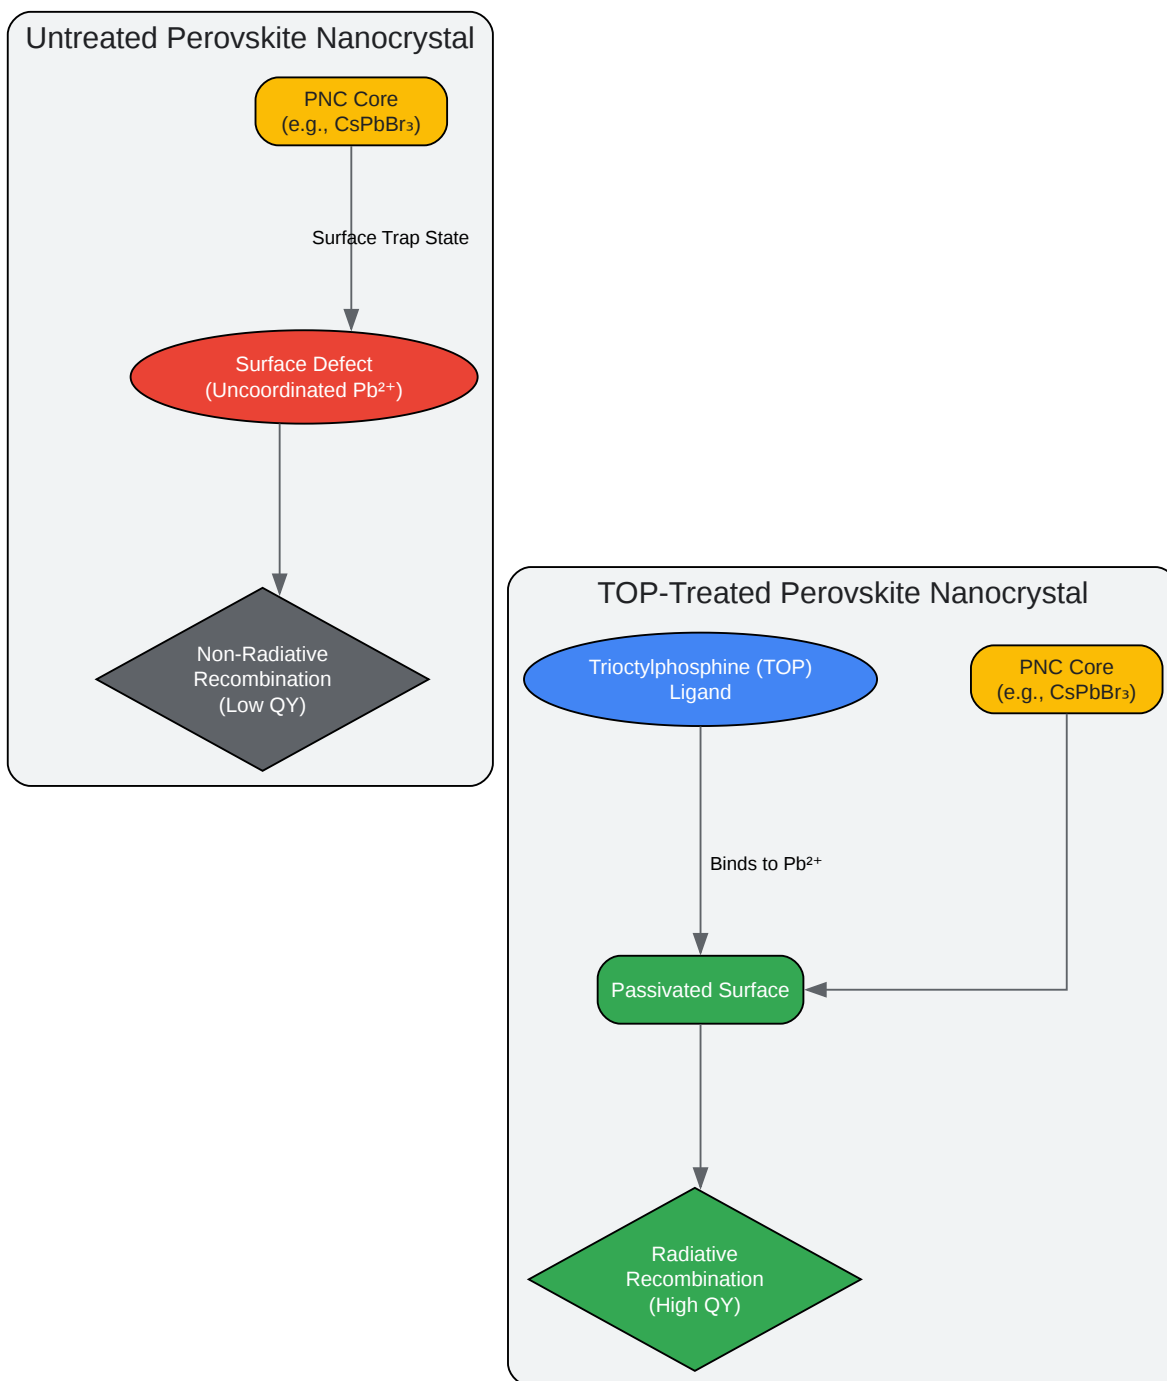 Untreated Perovskite Nanocrystal
PNC Core
(e.g., CsPbBr₃)
Surface Trap State
Surface Defect
(Uncoordinated Pb²⁺)
Non-Radiative
Recombination
(Low QY)
TOP-Treated Perovskite Nanocrystal
Trioctylphosphine (TOP)
Ligand
PNC Core
(e.g., CsPbBr₃)
Binds to Pb²⁺
Passivated Surface
Radiative
Recombination
(High QY)